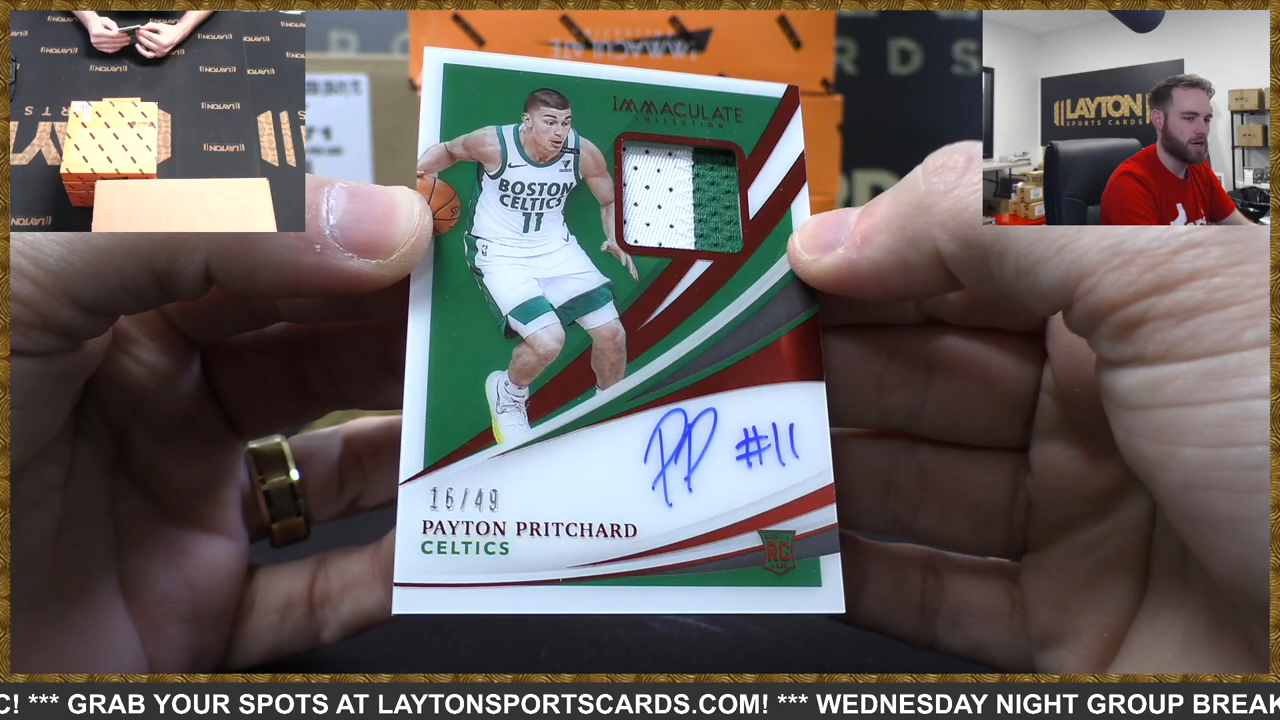 LAYTON
SPORTS CARDS
IMMACULATE
COLLECTION
BOSTON
CELTICS
11
PP #11
16/49
PAYTON PRITCHARD
CELTICS
RC
C! *** GRAB YOUR SPOTS AT LAYTONSPORTSCARDS.COM! *** WEDNESDAY NIGHT GROUP BREAK